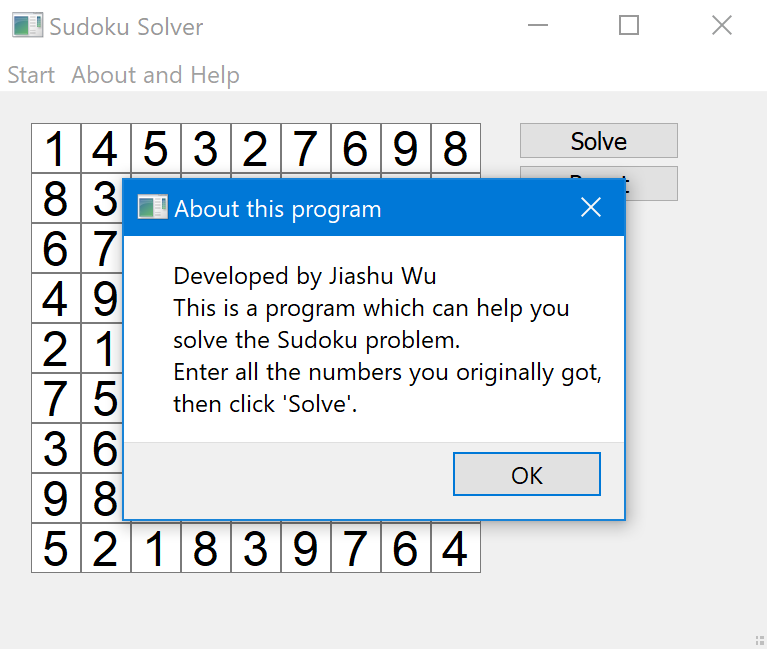 Sudoku Solver
Start About and Help
1 4 5 3 2 7 6 9 8 Solve
8 3
About this program
6 7
Developed by Jiashu Wu
4 9
This is a program which can help you
2 1
solve the Sudoku problem.
7 5
Enter all the numbers you originally got,
then click 'Solve'.
3 6
OK
9 8
5 2 1 8 3 9 7 6 4